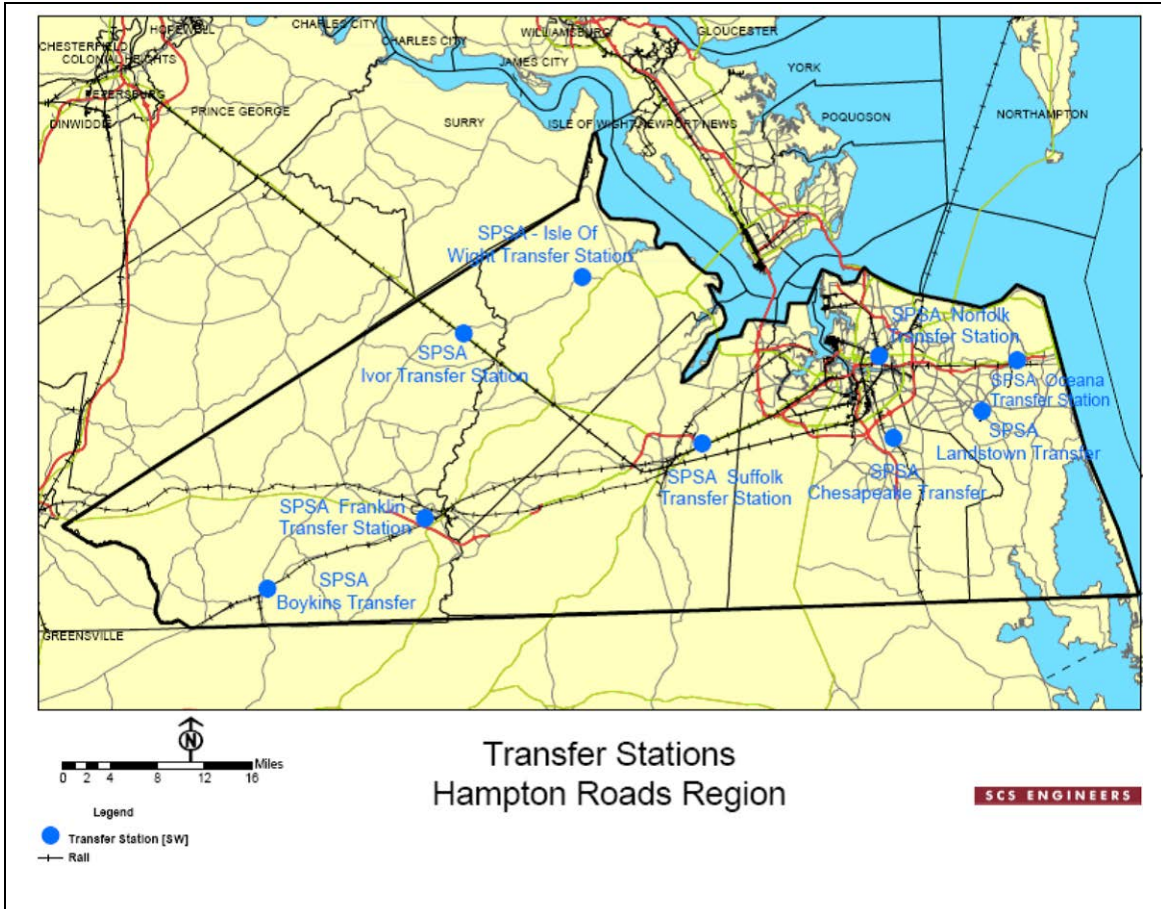 CHARLES CITY
HOPEWELL
WILLIAMSBURG
GLOUCESTER
CHESTERFIELD
CHARLES CITY
COLONIAL HEIGHTS
JAMES CITY
YORK
PETERSBURG
PRINCE GEORGE
DINWIDDIE
SURRY
ISLE OF WIGHT
NEWPORT NEWS
POQUOSON
NORTHAMPTON
SPSA - Isle Of
Wight Transfer Station
SPSA Norfolk
Transfer Station
SPSA
Ivor Transfer Station
SPSA Oceana
Transfer Station
SPSA
Landstown Transfer
SPSA Suffolk
Transfer Station
SPSA
Chesapeake Transfer
SPSA Franklin
Transfer Station
SPSA
Boykins Transfer
GREENSVILLE
N
Miles
0 2 4 8 12 16
Transfer Stations
Hampton Roads Region
SCS ENGINEERS
Legend
Transfer Station [SW]
Rail